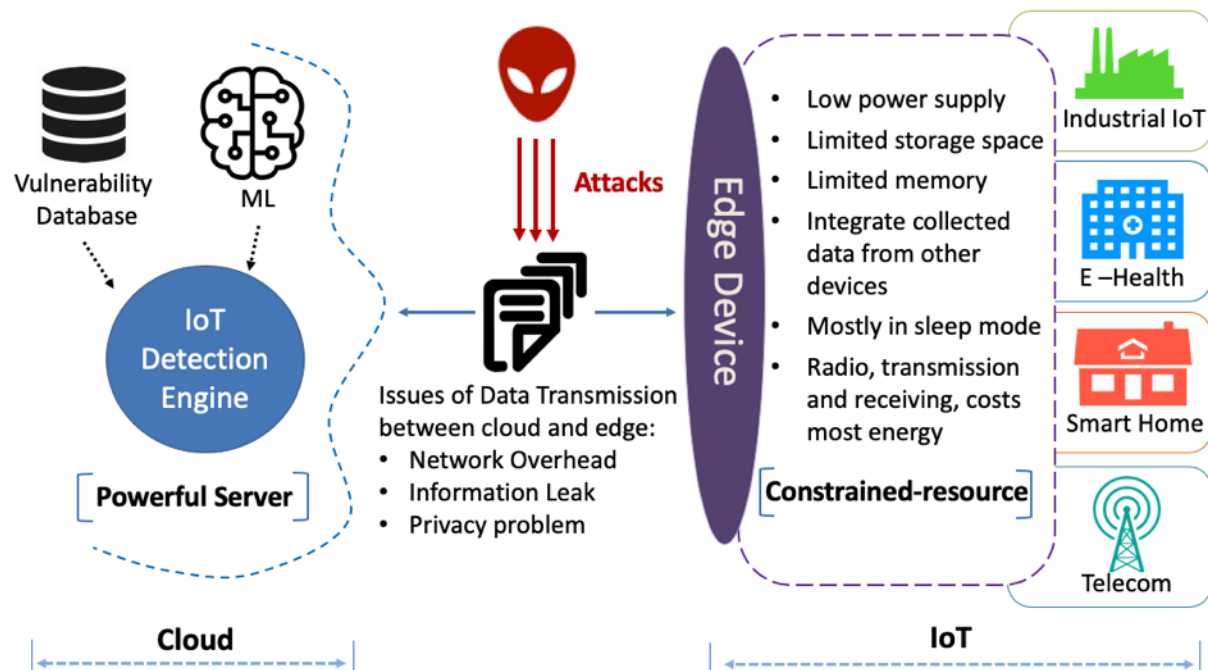 Vulnerability
Database
ML
IoT
Detection
Engine
Powerful Server
Cloud
Attacks
Issues of Data Transmission
between cloud and edge:
• Network Overhead
• Information Leak
• Privacy problem
Edge Device
• Low power supply
• Limited storage space
• Limited memory
• Integrate collected
data from other
devices
• Mostly in sleep mode
• Radio, transmission
and receiving, costs
most energy
Constrained-resource
Industrial IoT
E –Health
Smart Home
Telecom
IoT